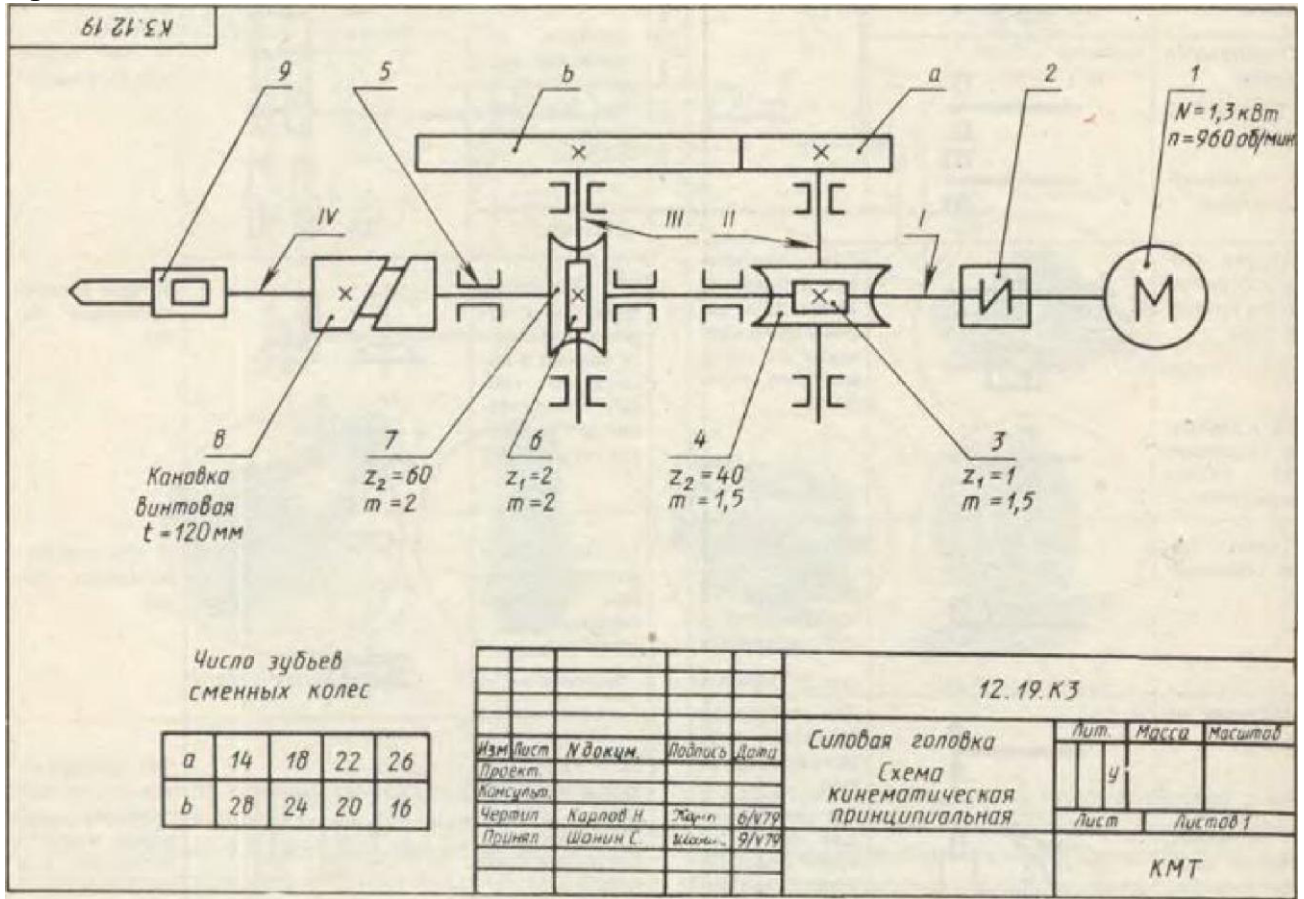 К3.12.19
9 5 b a 2 1
N=1,3 кВт
n=960 об/мин
IV III II I
М
8 7 6 4 3
Канавка
винтовая
t=120мм
z₂=60
m=2
z₁=2
m=2
z₂=40
m=1,5
z₁=1
m=1,5
Число зубьев
сменных колес
a 14 18 22 26
b 28 24 20 16
12.19.К3
Изм Лист N докум. Подпись Дата
Проект.
Консульт.
Чертил Карпов Н. Карп 6/V79
Принял Шанин С. 9/V79
Силовая головка
Схема
кинематическая
принципиальная
Лит. Масса Масштаб
у
Лист Листов 1
КМТ